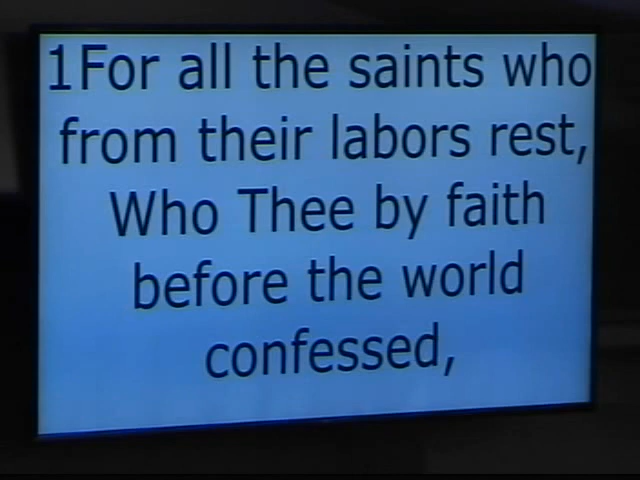 1For all the saints who
from their labors rest,
Who Thee by faith
before the world
confessed,